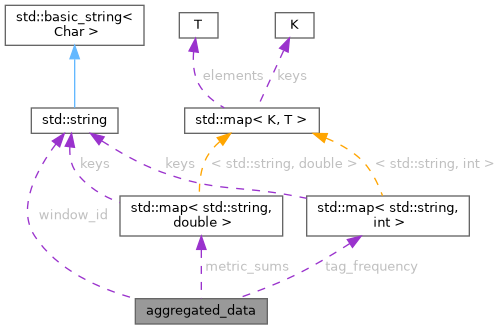 std::basic_string<
Char >
T
K
elements
keys
std::string
std::map< K, T >
keys
keys
< std::string, double >
< std::string, int >
std::map< std::string,
double >
std::map< std::string,
int >
window_id
metric_sums
tag_frequency
aggregated_data